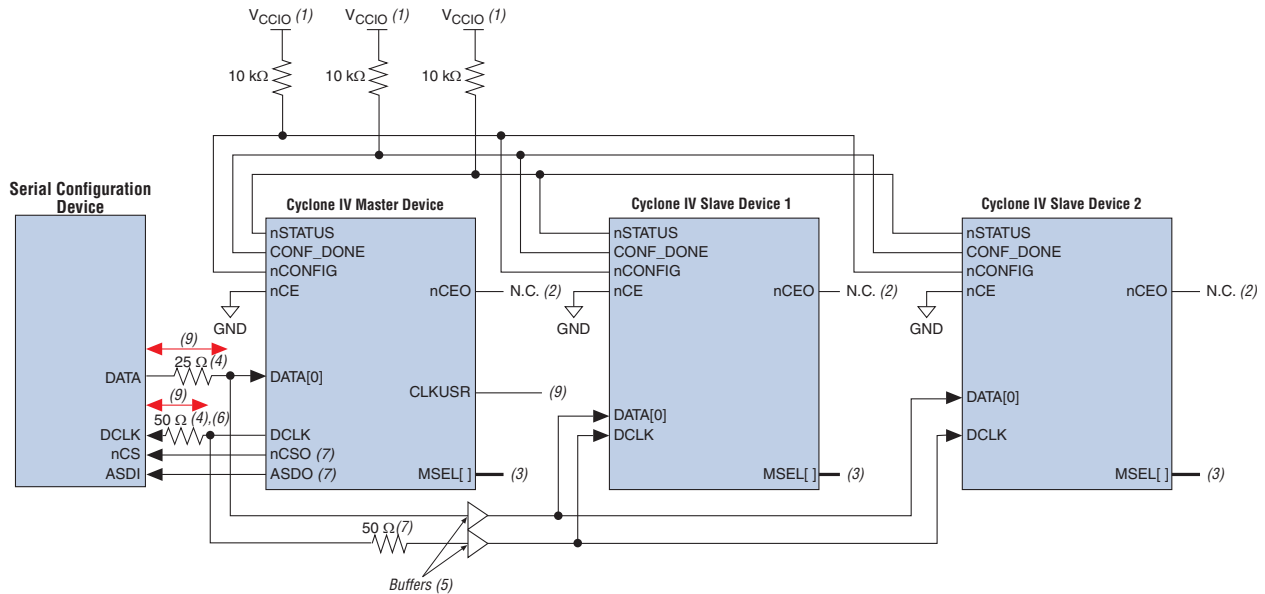 VCCIO (1) VCCIO (1) VCCIO (1)
10 kΩ 10 kΩ 10 kΩ
Serial Configuration
Device
DATA
DCLK
nCS
ASDI
(9)
25 Ω (4)
(9)
50 Ω (4),(6)
Cyclone IV Master Device
nSTATUS
CONF_DONE
nCONFIG
nCE
GND
nCEO N.C. (2)
DATA[0]
CLKUSR (9)
DCLK
nCSO (7)
ASDO (7)
MSEL[ ] (3)
Cyclone IV Slave Device 1
nSTATUS
CONF_DONE
nCONFIG
nCE
GND
nCEO N.C. (2)
DATA[0]
DCLK
MSEL[ ] (3)
Cyclone IV Slave Device 2
nSTATUS
CONF_DONE
nCONFIG
nCE
GND
nCEO N.C. (2)
DATA[0]
DCLK
MSEL[ ] (3)
50 Ω(7)
Buffers (5)